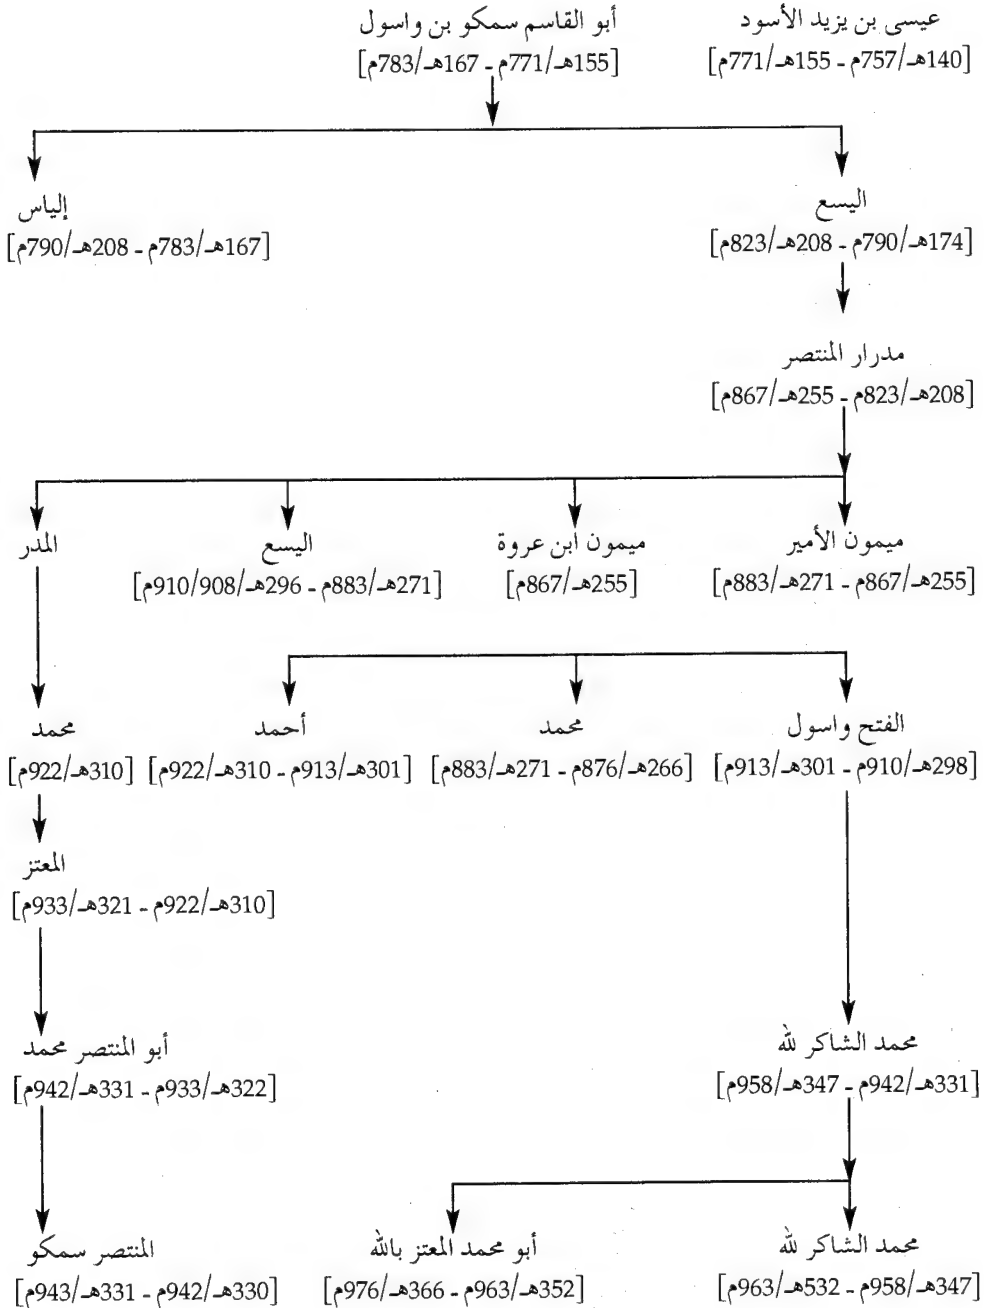 عيسى بن يزيد الأسود
[140هـ/757م - 155هـ/771م]
أبو القاسم سمكو بن واسول
[155هـ/771م - 167هـ/783م]
اليسع
[174هـ/790م - 208هـ/823م]
إلياس
[167هـ/783م - 208هـ/790م]
مدرار المنتصر
[208هـ/823م - 255هـ/867م]
ميمون الأمير
[255هـ/867م - 271هـ/883م]
ميمون ابن عروة
[255هـ/867م]
اليسع
[271هـ/883م - 296هـ/908/910م]
المذر
الفتح واسول
[298هـ/910م - 301هـ/913م]
محمد
[266هـ/876م - 271هـ/883م]
أحمد
[301هـ/913م - 310هـ/922م]
محمد
[310هـ/922م]
المعتز
[310هـ/922م - 321هـ/933م]
محمد الشاكر لله
[331هـ/942م - 347هـ/958م]
أبو المنتصر محمد
[322هـ/933م - 331هـ/942م]
محمد الشاكر لله
[347هـ/958م - 532هـ/963م]
أبو محمد المعتز بالله
[352هـ/963م - 366هـ/976م]
المنتصر سمكو
[330هـ/942م - 331هـ/943م]